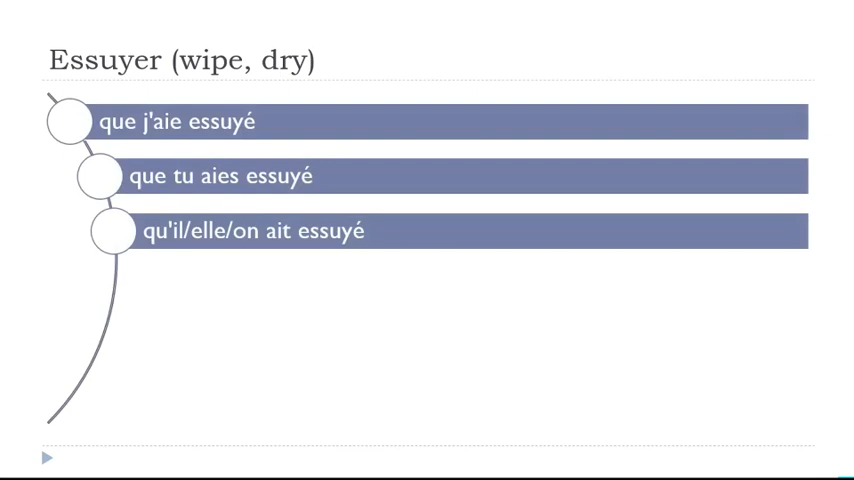 Essuyer (wipe, dry)
que j'aie essuyé
que tu aies essuyé
qu'il/elle/on ait essuyé